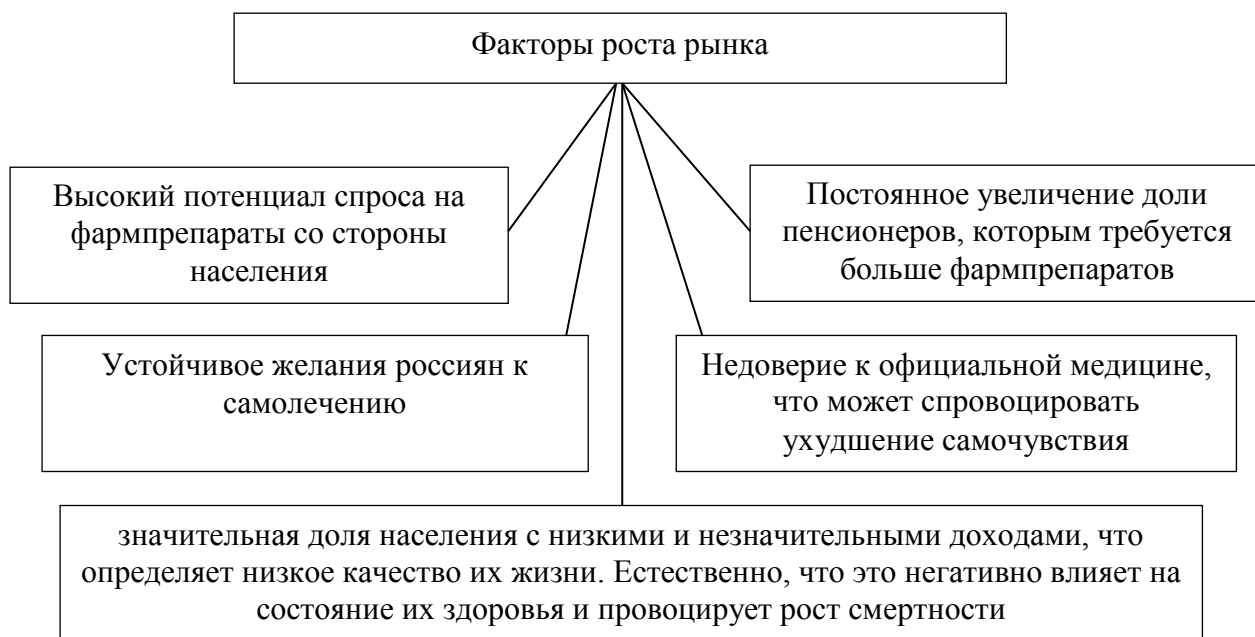 Факторы роста рынка
Высокий потенциал спроса на
фармпрепараты со стороны
населения
Постоянное увеличение доли
пенсионеров, которым требуется
больше фармпрепаратов
Устойчивое желания россиян к
самолечению
Недоверие к официальной медицине,
что может спровоцировать
ухудшение самочувствия
значительная доля населения с низкими и незначительными доходами, что
определяет низкое качество их жизни. Естественно, что это негативно влияет на
состояние их здоровья и провоцирует рост смертности